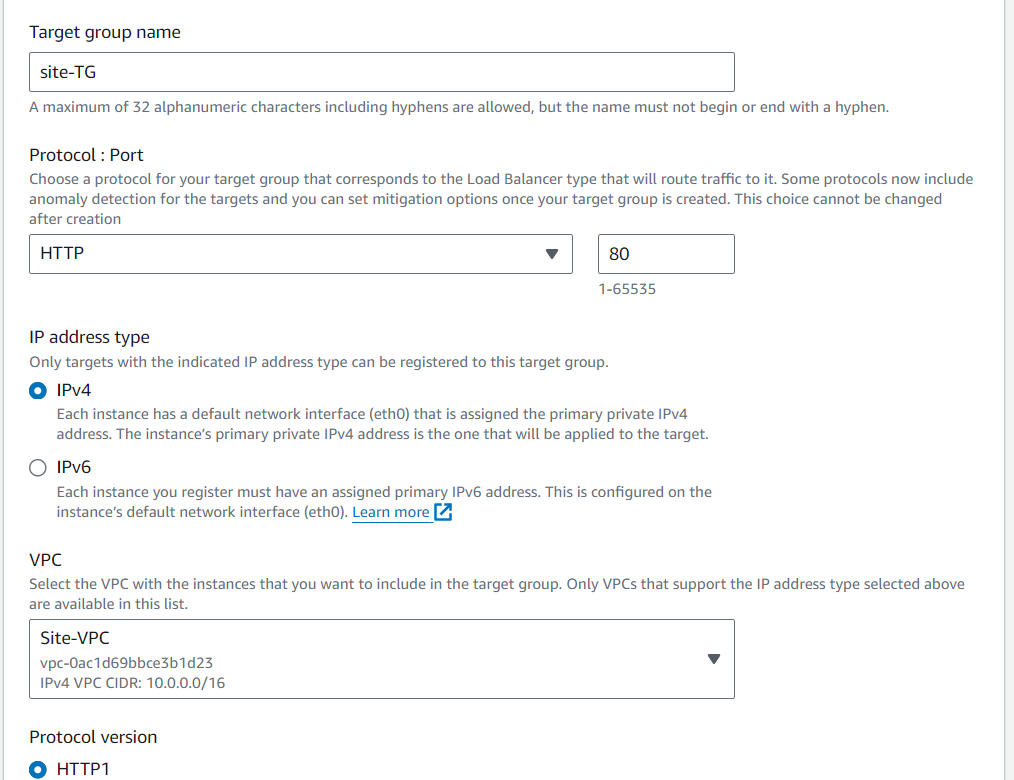 Target group name
site-TG
A maximum of 32 alphanumeric characters including hyphens are allowed, but the name must not begin or end with a hyphen.
Protocol : Port
Choose a protocol for your target group that corresponds to the Load Balancer type that will route traffic to it. Some protocols now include
anomaly detection for the targets and you can set mitigation options once your target group is created. This choice cannot be changed
after creation
HTTP
80
1-65535
IP address type
Only targets with the indicated IP address type can be registered to this target group.
IPv4
Each instance has a default network interface (eth0) that is assigned the primary private IPv4
address. The instance's primary private IPv4 address is the one that will be applied to the target.
IPv6
Each instance you register must have an assigned primary IPv6 address. This is configured on the
instance's default network interface (eth0). Learn more
VPC
Select the VPC with the instances that you want to include in the target group. Only VPCs that support the IP address type selected above
are available in this list.
Site-VPC
vpc-0ac1d69bbce3b1d23
IPv4 VPC CIDR: 10.0.0.0/16
Protocol version
HTTP1